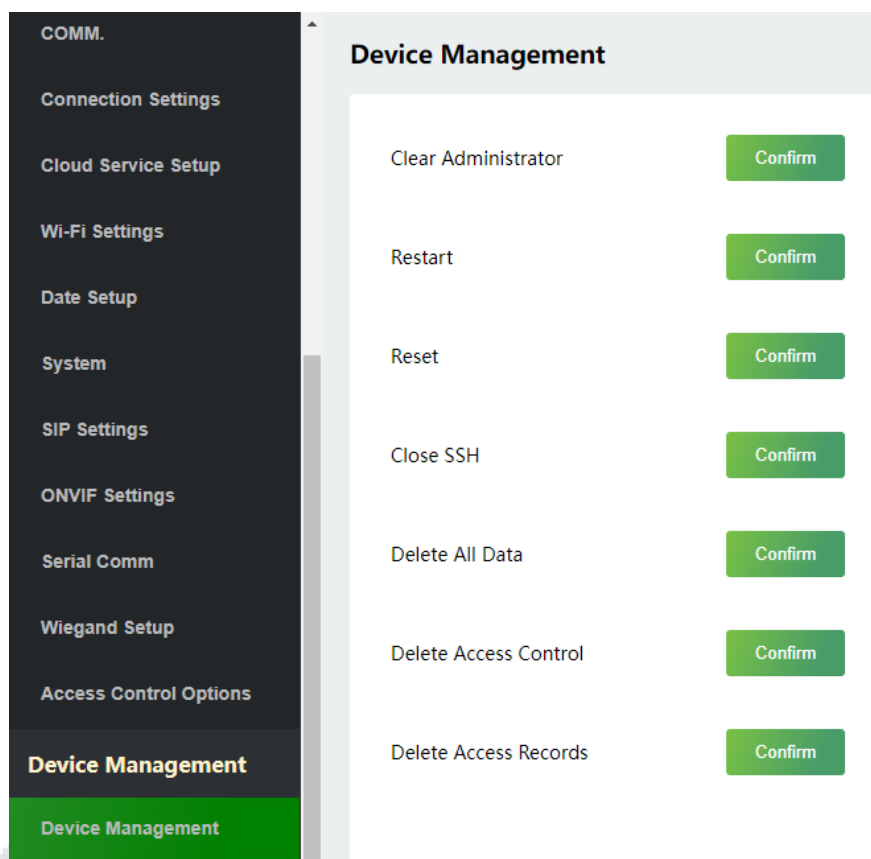 COMM.
Connection Settings
Cloud Service Setup
Wi-Fi Settings
Date Setup
System
SIP Settings
ONVIF Settings
Serial Comm
Wiegand Setup
Access Control Options
Device Management
Device Management
Device Management
Clear Administrator Confirm
Restart Confirm
Reset Confirm
Close SSH Confirm
Delete All Data Confirm
Delete Access Control Confirm
Delete Access Records Confirm